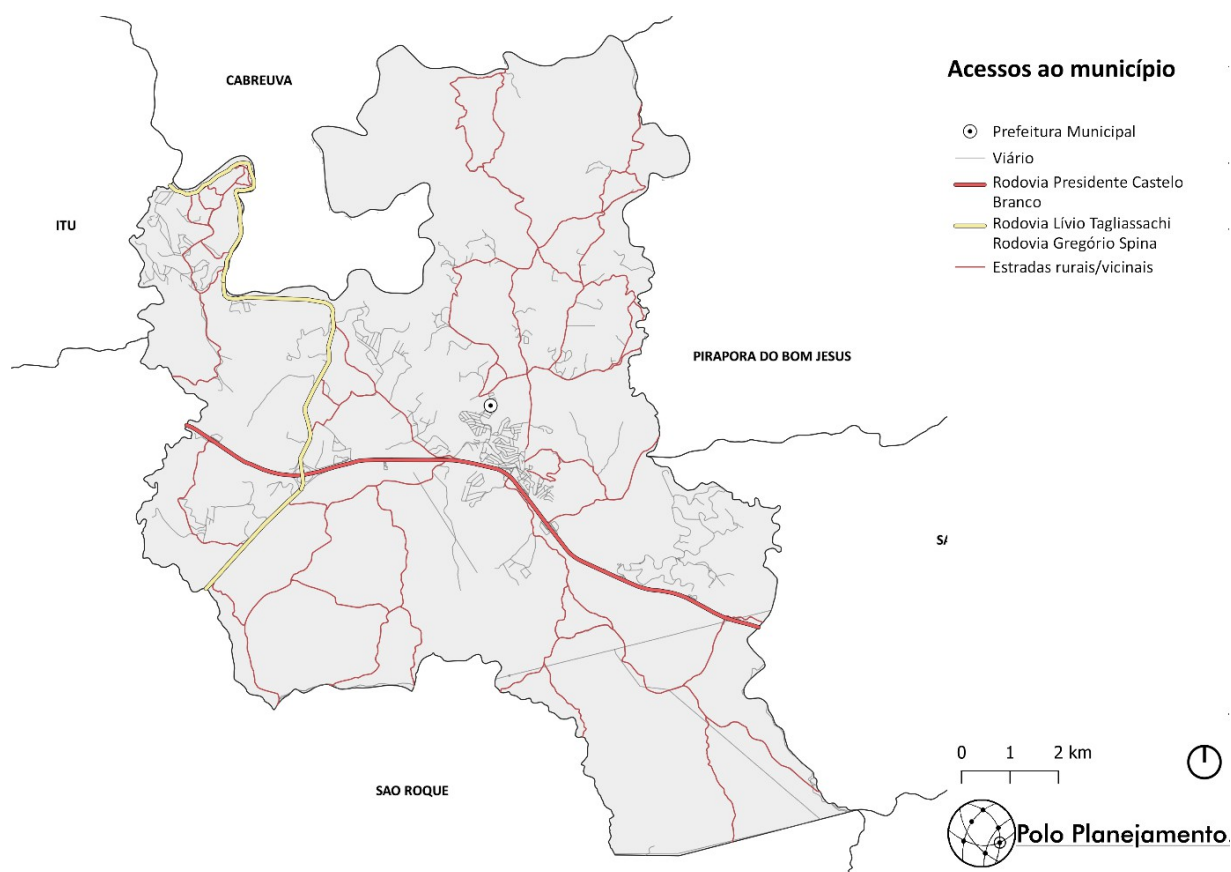 Acessos ao município
CABREUVA
Prefeitura Municipal
Viário
Rodovia Presidente Castelo
Branco
ITU
Rodovia Lívio Tagliassachi
Rodovia Gregório Spina
Estradas rurais/vicinais
PIRAPORA DO BOM JESUS
SAO ROQUE
0 1 2 km
Polo Planejamento.